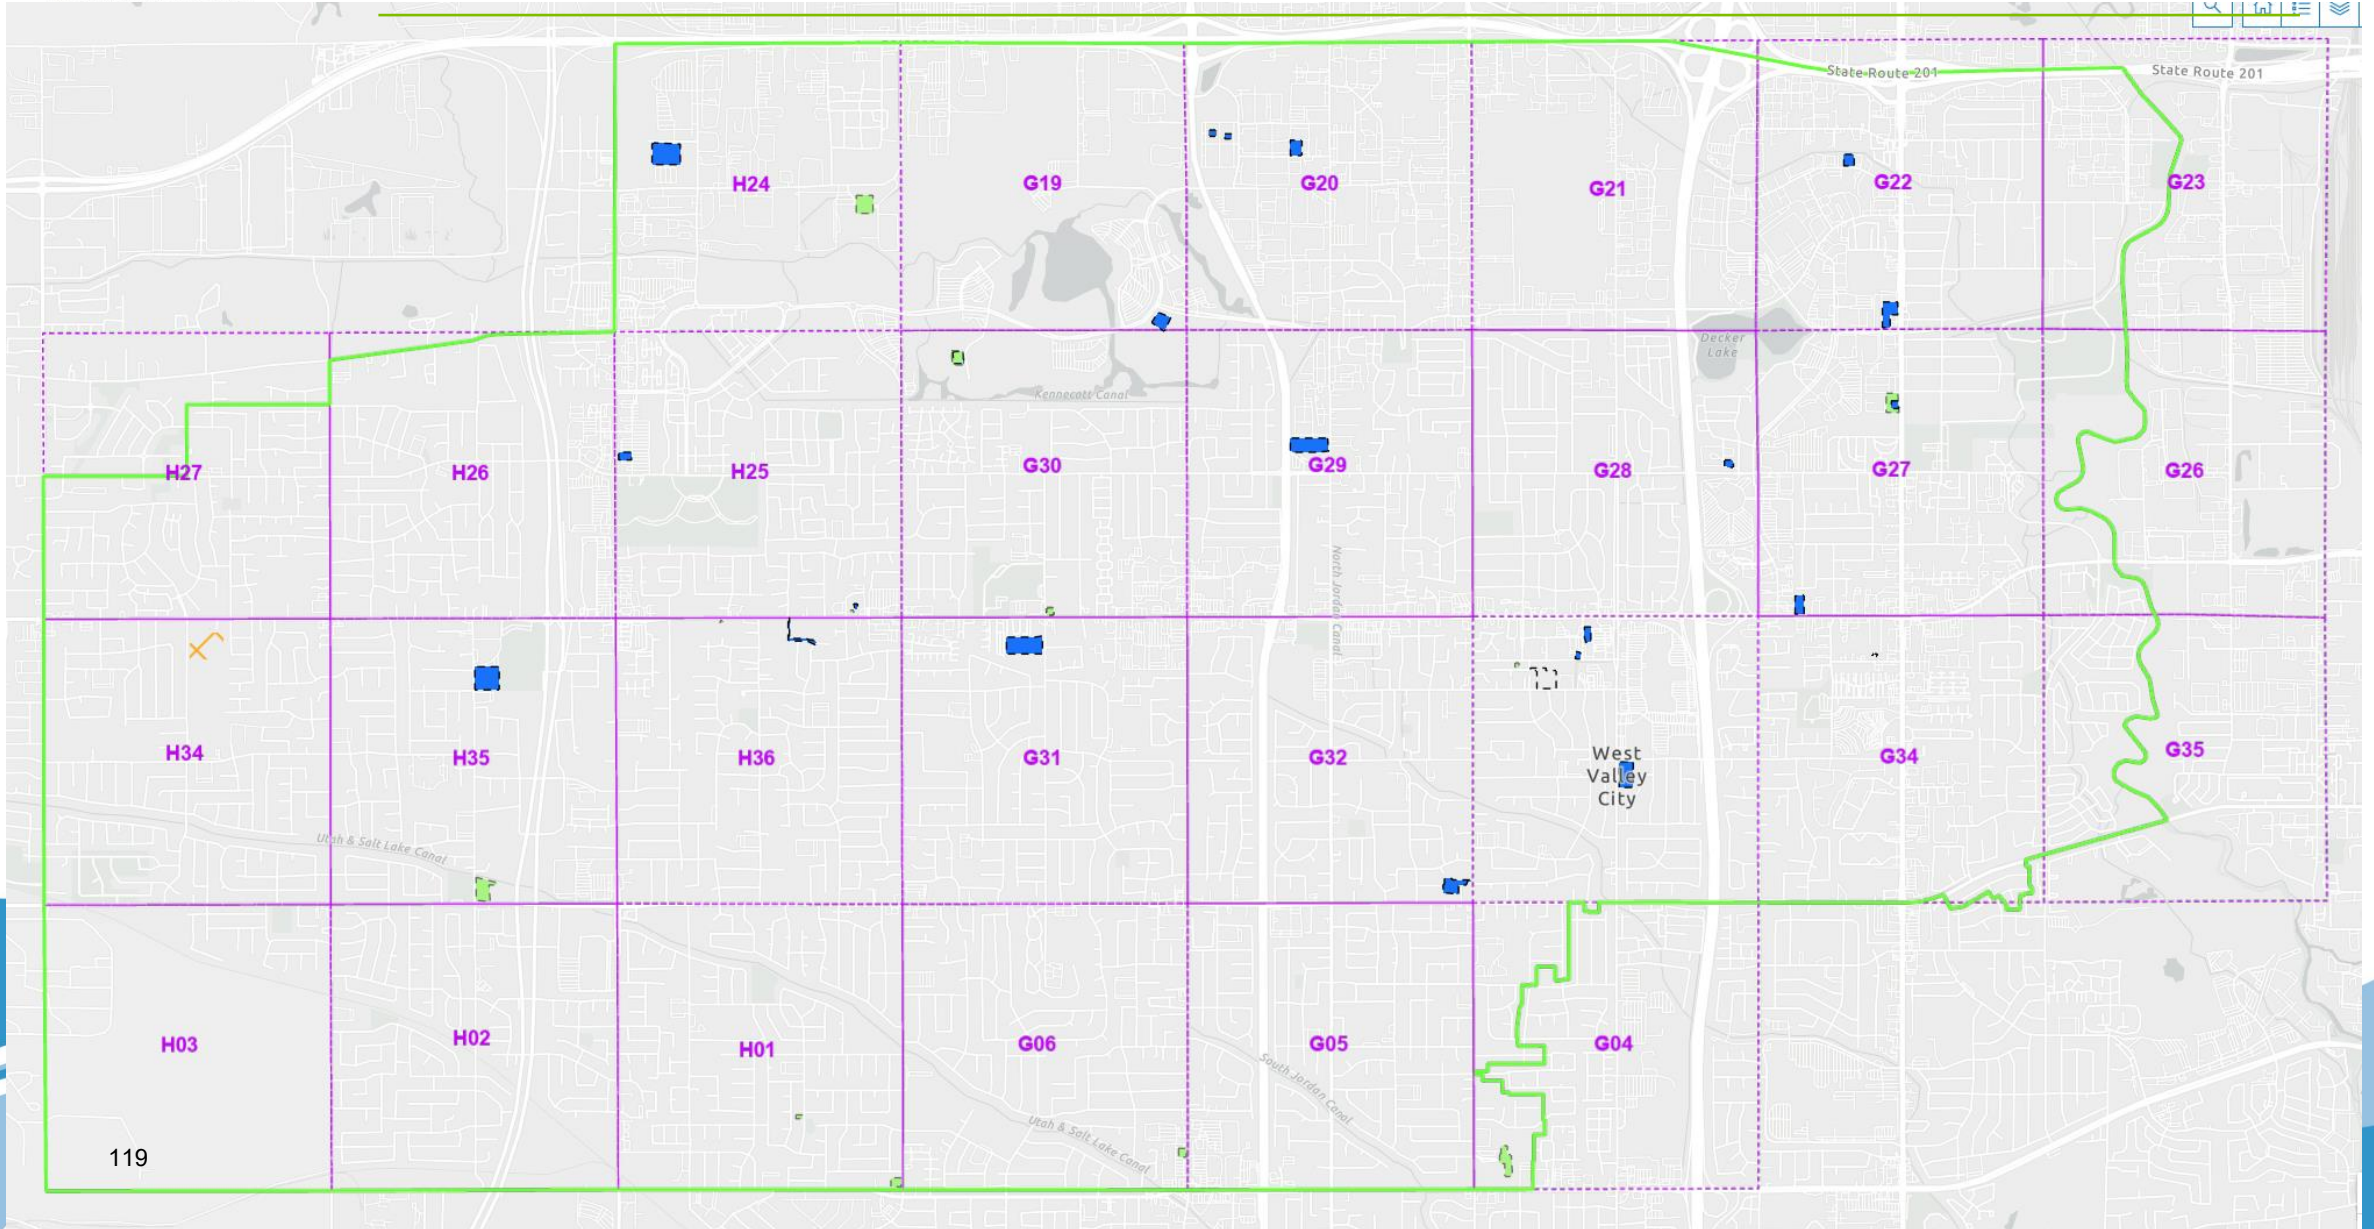 State Route 201
State Route 201
H24
G19
G20
G21
G22
G23
Decker
Lake
Kennecott Canal
H27
H26
H25
G30
G29
G28
G27
G26
North Jordan Canal
H34
H35
H36
G31
G32
West
Valley
City
G34
G35
Utah & Salt Lake Canal
H03
H02
H01
G06
G05
G04
South Jordan Canal
Utah & Salt Lake Canal
119